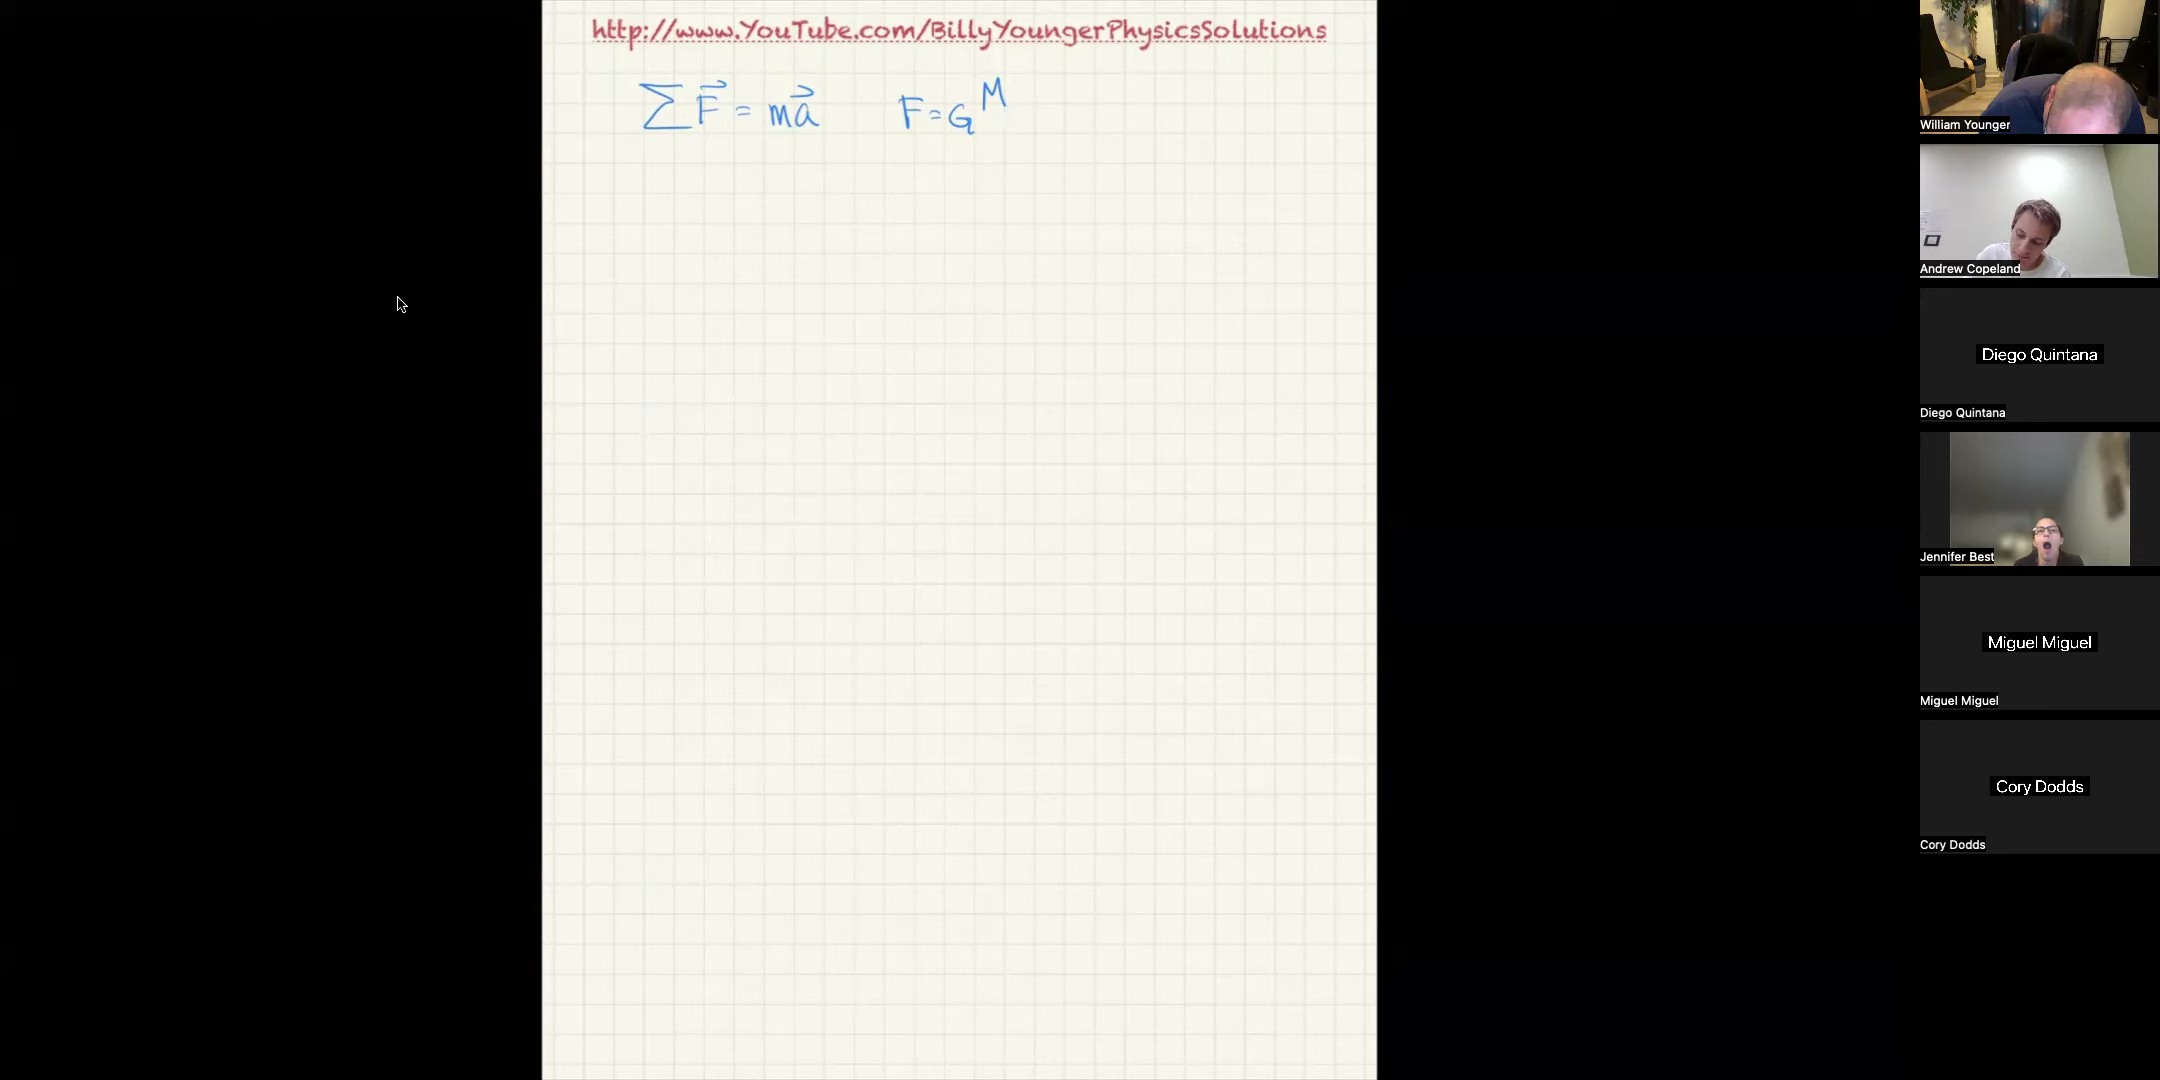 http://www.YouTube.com/BillyYoungerPhysicsSolutions
∑F⃗ = ma⃗ F=G M
William Younger
Andrew Copeland
Diego Quintana
Diego Quintana
Jennifer Best
Miguel Miguel
Miguel Miguel
Cory Dodds
Cory Dodds